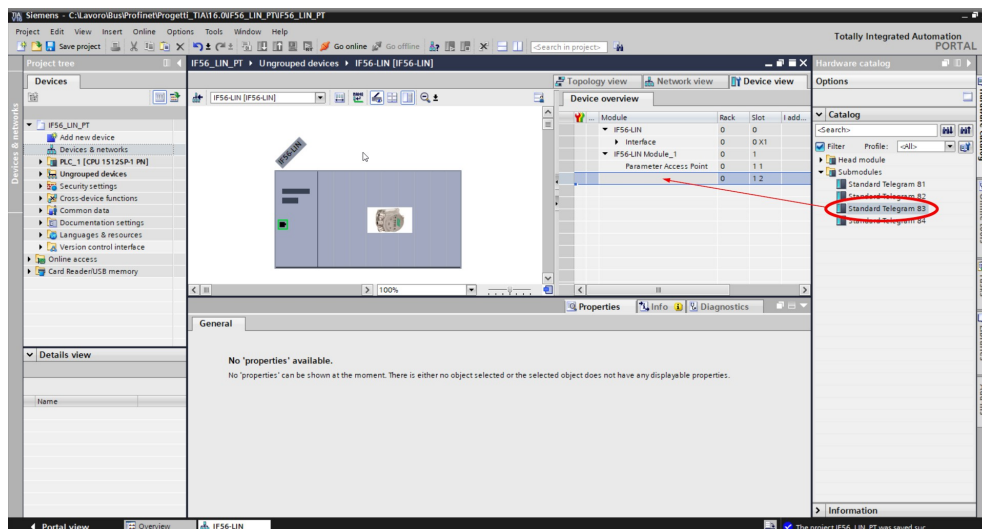 Siemens - C:\Lavoro\Bus\Profinet\Progetti_TIA\16.0\IF56_LIN_PT\IF56_LIN_PT
Project Edit View Insert Online Options Tools Window Help
Totally Integrated Automation
PORTAL
Save project
Go online
Go offline
<Search in project>
Project tree
IF56_LIN_PT ▸ Ungrouped devices ▸ IF56-LIN [IF56-LIN]
Hardware catalog
Devices
Topology view
Network view
Device view
Options
IF56-LIN [IF56-LIN]
Device overview
Devices & networks
IF56_LIN_PT
Add new device
Devices & networks
PLC_1 [CPU 1512SP-1 PN]
Ungrouped devices
Security settings
Cross-device functions
Common data
Documentation settings
Languages & resources
Version control interface
Online access
Card Reader/USB memory
IF56-LIN
... Module Rack Slot I add...
IF56-LIN 0 0
Interface 0 0 X1
IF56-LIN Module_1 0 1
Parameter Access Point 0 1 1
0 1 2
Catalog
<Search>
Filter Profile: <All>
Head module
Submodules
Standard Telegram 81
Standard Telegram 82
Standard Telegram 83
Standard Telegram 84
100%
Properties
Info
Diagnostics
General
No 'properties' available.
No 'properties' can be shown at the moment. There is either no object selected or the selected object does not have any displayable properties.
Details view
Name
Information
Portal view
Overview
IF56-LIN
The project IF56_LIN_PT was saved suc